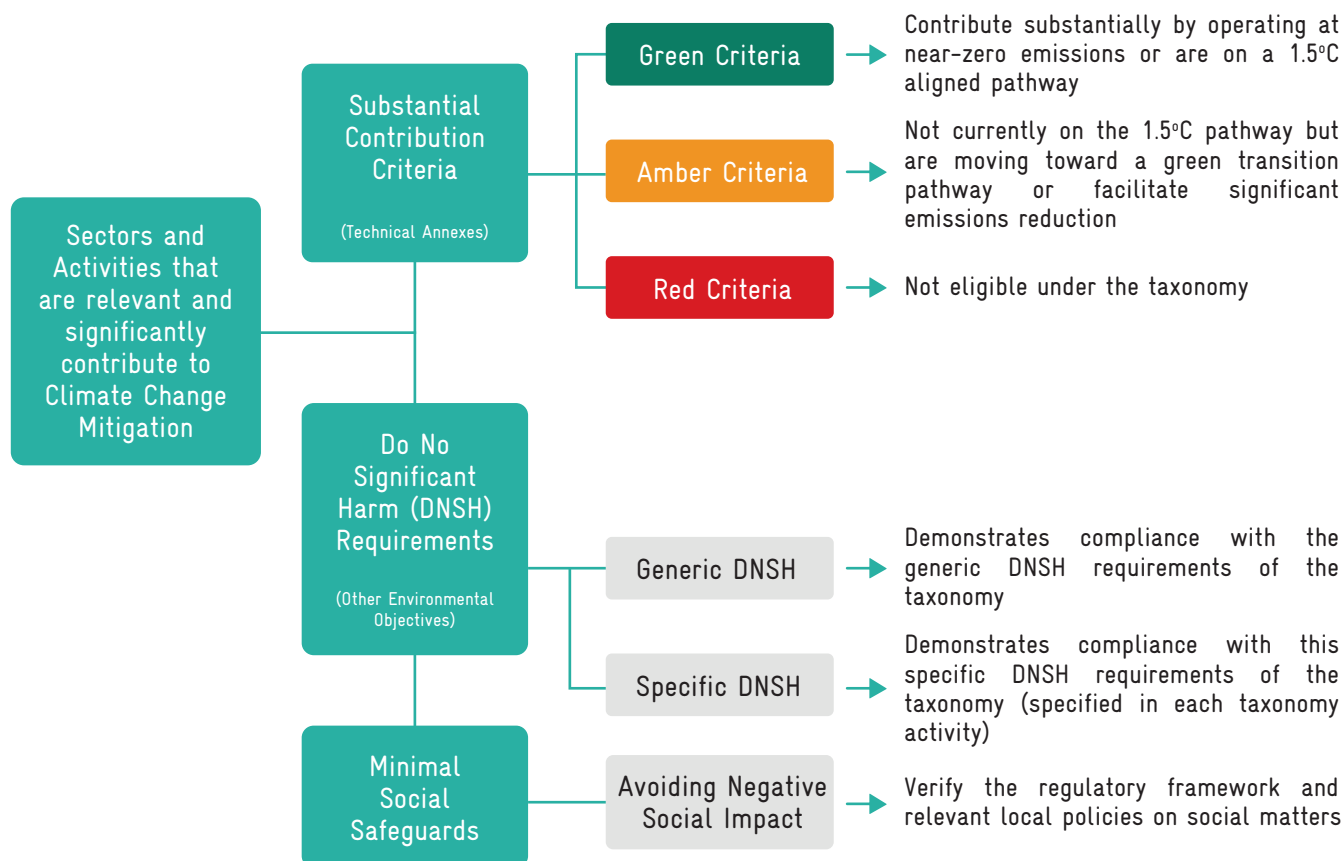 Sectors and
Activities that
are relevant and
significantly
contribute to
Climate Change
Mitigation
Substantial
Contribution
Criteria
(Technical Annexes)
Green Criteria
Contribute substantially by operating at
near-zero emissions or are on a 1.5ºC
aligned pathway
Amber Criteria
Not currently on the 1.5ºC pathway but
are moving toward a green transition
pathway or facilitate significant
emissions reduction
Red Criteria
Not eligible under the taxonomy
Do No
Significant
Harm (DNSH)
Requirements
(Other Environmental
Objectives)
Generic DNSH
Demonstrates compliance with the
generic DNSH requirements of the
taxonomy
Specific DNSH
Demonstrates compliance with this
specific DNSH requirements of the
taxonomy (specified in each taxonomy
activity)
Minimal
Social
Safeguards
Avoiding Negative
Social Impact
Verify the regulatory framework and
relevant local policies on social matters